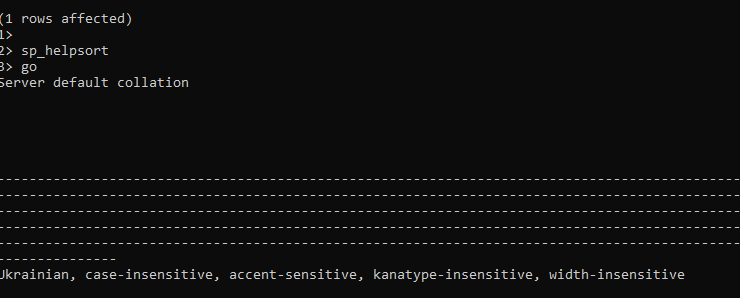 (1 rows affected)
1>
2> sp_helpsort
3> go
Server default collation
---------------------------------------------------------------------------------------------
---------------------------------------------------------------------------------------------
---------------------------------------------------------------------------------------------
---------------------------------------------------------------------------------------------
---------------------------------------------------------------------------------------------
---------------
Ukrainian, case-insensitive, accent-sensitive, kanatype-insensitive, width-insensitive